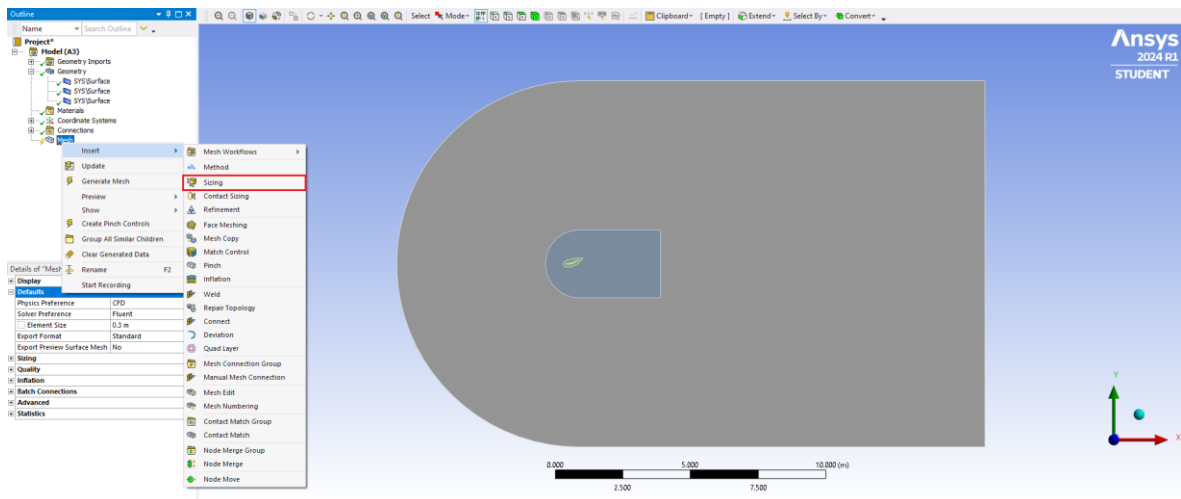 Outline
Select Mode Clipboard [Empty] Extend Select By Convert
Name Search Outline
Project*
Model (A3)
Geometry Imports
Geometry
SYS\Surface
SYS\Surface
SYS\Surface
Materials
Coordinate Systems
Connections
Mesh
Insert
Update
Generate Mesh
Preview
Show
Create Pinch Controls
Group All Similar Children
Clear Generated Data
Rename F2
Start Recording
Mesh Workflows
Method
Sizing
Contact Sizing
Refinement
Face Meshing
Mesh Copy
Match Control
Pinch
Inflation
Weld
Repair Topology
Connect
Deviation
Quad Layer
Mesh Connection Group
Manual Mesh Connection
Mesh Edit
Mesh Numbering
Contact Match Group
Contact Match
Node Merge Group
Node Merge
Node Move
Details of "Mesh
Display
Defaults
Physics Preference CFD
Solver Preference Fluent
Element Size 0.3 m
Export Format Standard
Export Preview Surface Mesh No
Sizing
Quality
Inflation
Batch Connections
Advanced
Statistics
Ansys
2024 R1
STUDENT
Y
X
0.000 5.000 10.000 (m)
2.500 7.500